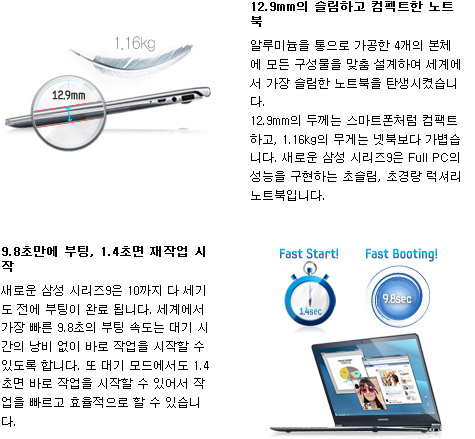 1.16kg
12.9mm
12.9mm의 슬림하고 컴팩트한 노트
북
알루미늄을 통으로 가공한 4개의 본체
에 모든 구성물을 맞춤 설계하여 세계에
서 가장 슬림한 노트북을 탄생시켰습니
다.
12.9mm의 두께는 스마트폰처럼 컴팩트
하고, 1.16kg의 무게는 넷북보다 가볍습
니다. 새로운 삼성 시리즈9은 Full PC의
성능을 구현하는 초슬림, 초경량 럭셔리
노트북입니다.
9.8초만에 부팅, 1.4초면 재작업 시
작
새로운 삼성 시리즈9은 10까지 다 세기
도 전에 부팅이 완료 됩니다. 세계에서
가장 빠른 9.8초의 부팅 속도는 대기 시
간의 낭비 없이 바로 작업을 시작할 수
있도록 합니다. 또 대기 모드에서도 1.4
초면 바로 작업을 시작할 수 있어서 작
업을 빠르고 효율적으로 할 수 있습니
다.
Fast Start!
Fast Booting!
1.4sec
9.8sec